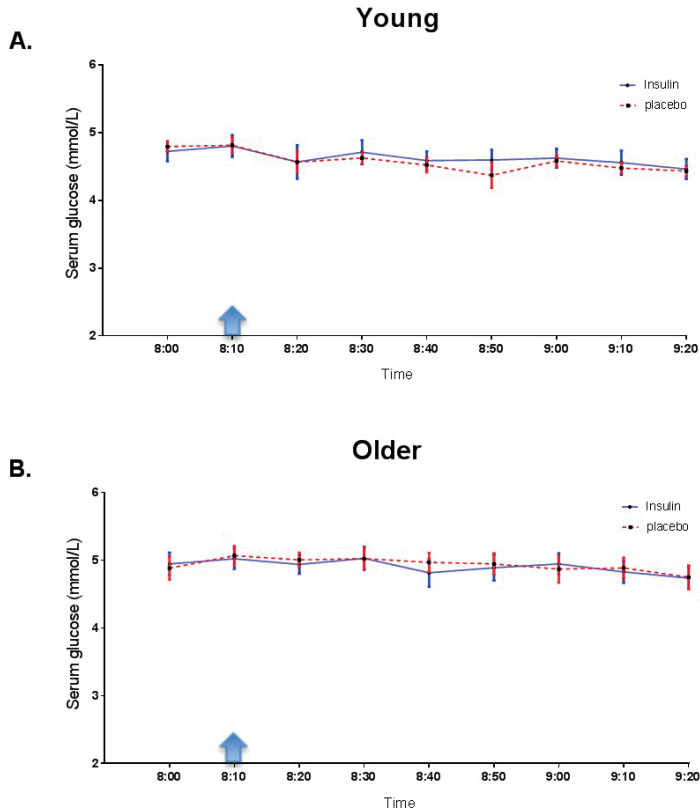 Young
A.
6
5
4
3
2
Serum glucose (mmol/L)
Insulin
placebo
8:00 8:10 8:20 8:30 8:40 8:50 9:00 9:10 9:20
Time
Older
B.
6
5
4
3
2
Serum glucose (mmol/L)
Insulin
placebo
8:00 8:10 8:20 8:30 8:40 8:50 9:00 9:10 9:20
Time